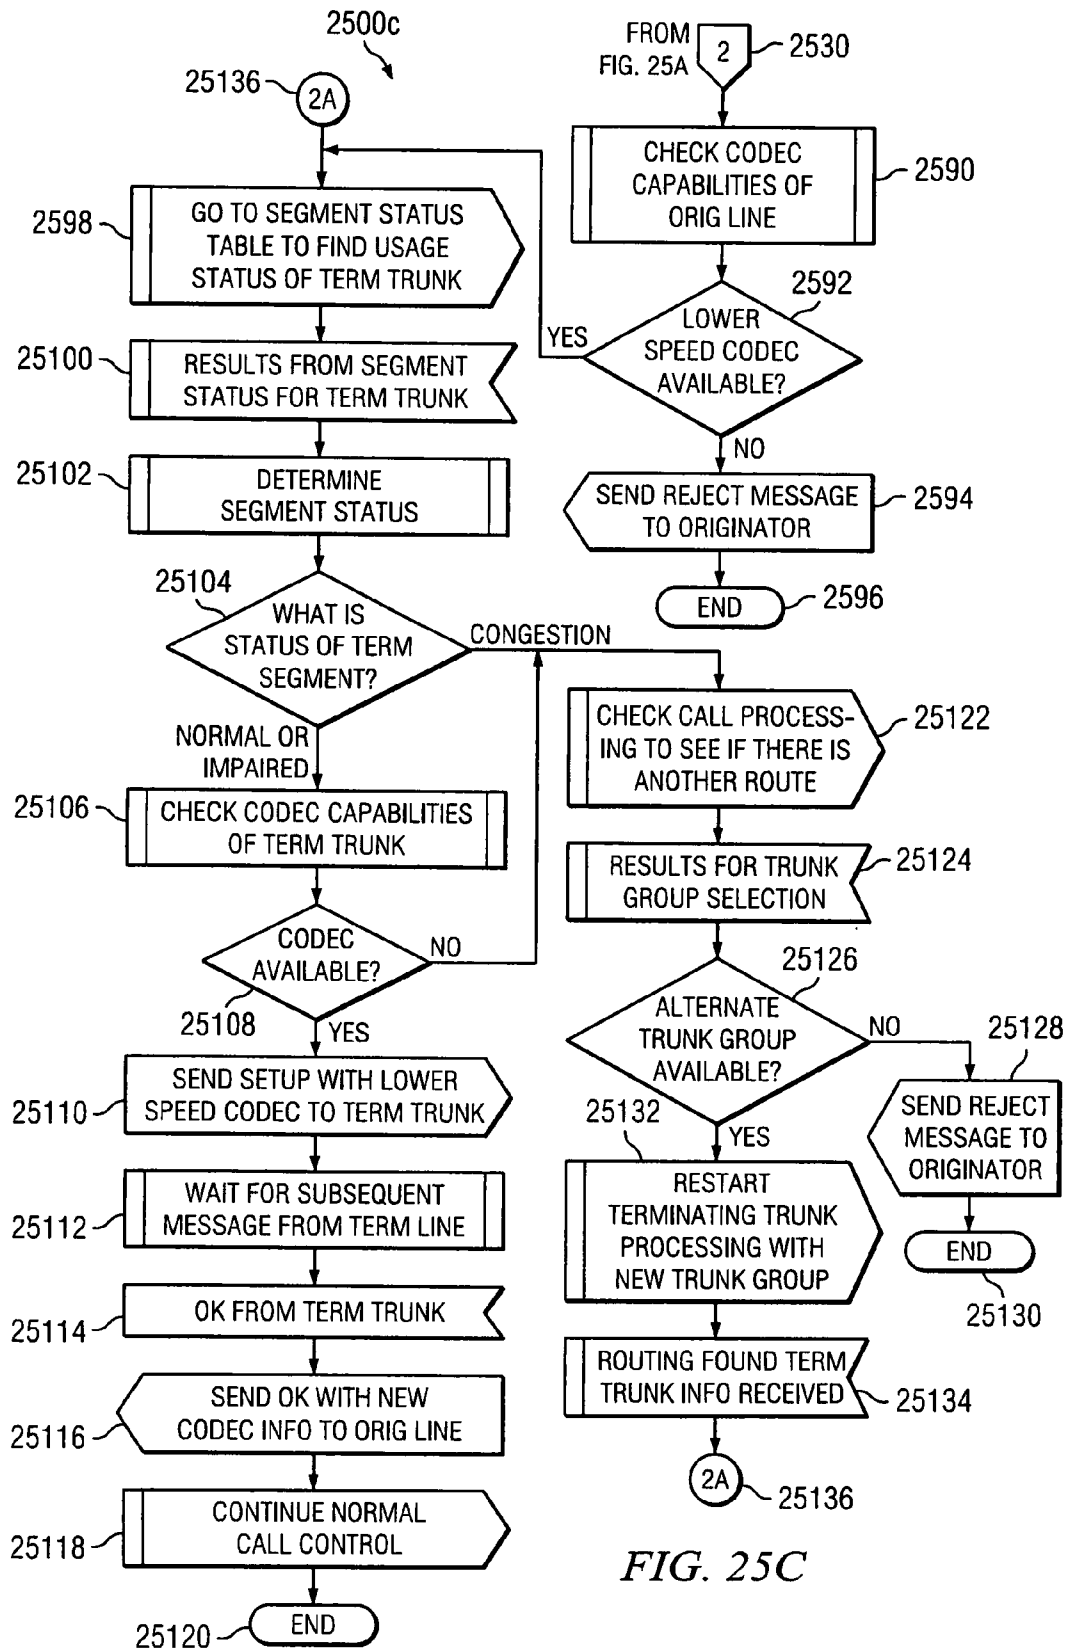 2500c
25136
2A
FROM
FIG. 25A
2
2530
CHECK CODEC
CAPABILITIES OF
ORIG LINE
2590
2592
LOWER
SPEED CODEC
AVAILABLE?
YES
NO
SEND REJECT MESSAGE
TO ORIGINATOR
2594
END
2596
2598
GO TO SEGMENT STATUS
TABLE TO FIND USAGE
STATUS OF TERM TRUNK
25100
RESULTS FROM SEGMENT
STATUS FOR TERM TRUNK
25102
DETERMINE
SEGMENT STATUS
25104
WHAT IS
STATUS OF TERM
SEGMENT?
CONGESTION
NORMAL OR
IMPAIRED
25106
CHECK CODEC CAPABILITIES
OF TERM TRUNK
CODEC
AVAILABLE?
NO
25108
YES
25110
SEND SETUP WITH LOWER
SPEED CODEC TO TERM TRUNK
25112
WAIT FOR SUBSEQUENT
MESSAGE FROM TERM LINE
25114
OK FROM TERM TRUNK
25116
SEND OK WITH NEW
CODEC INFO TO ORIG LINE
25118
CONTINUE NORMAL
CALL CONTROL
25120
END
CHECK CALL PROCESS-
ING TO SEE IF THERE IS
ANOTHER ROUTE
25122
RESULTS FOR TRUNK
GROUP SELECTION
25124
25126
ALTERNATE
TRUNK GROUP
AVAILABLE?
NO
25128
SEND REJECT
MESSAGE TO
ORIGINATOR
END
25130
25132
YES
RESTART
TERMINATING TRUNK
PROCESSING WITH
NEW TRUNK GROUP
ROUTING FOUND TERM
TRUNK INFO RECEIVED
25134
2A
25136
FIG. 25C